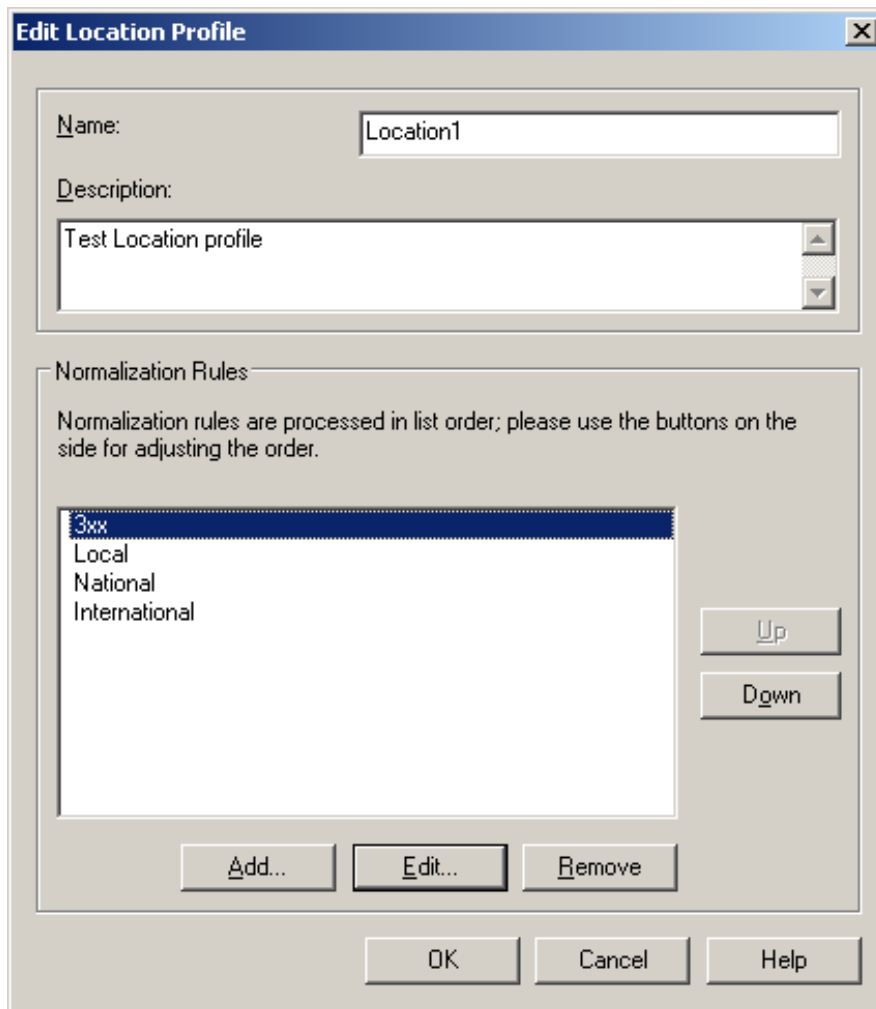 Edit Location Profile
Name:
Location1
Description:
Test Location profile
Normalization Rules
Normalization rules are processed in list order; please use the buttons on the
side for adjusting the order.
3xx
Local
National
International
Up
Down
Add...
Edit...
Remove
OK
Cancel
Help